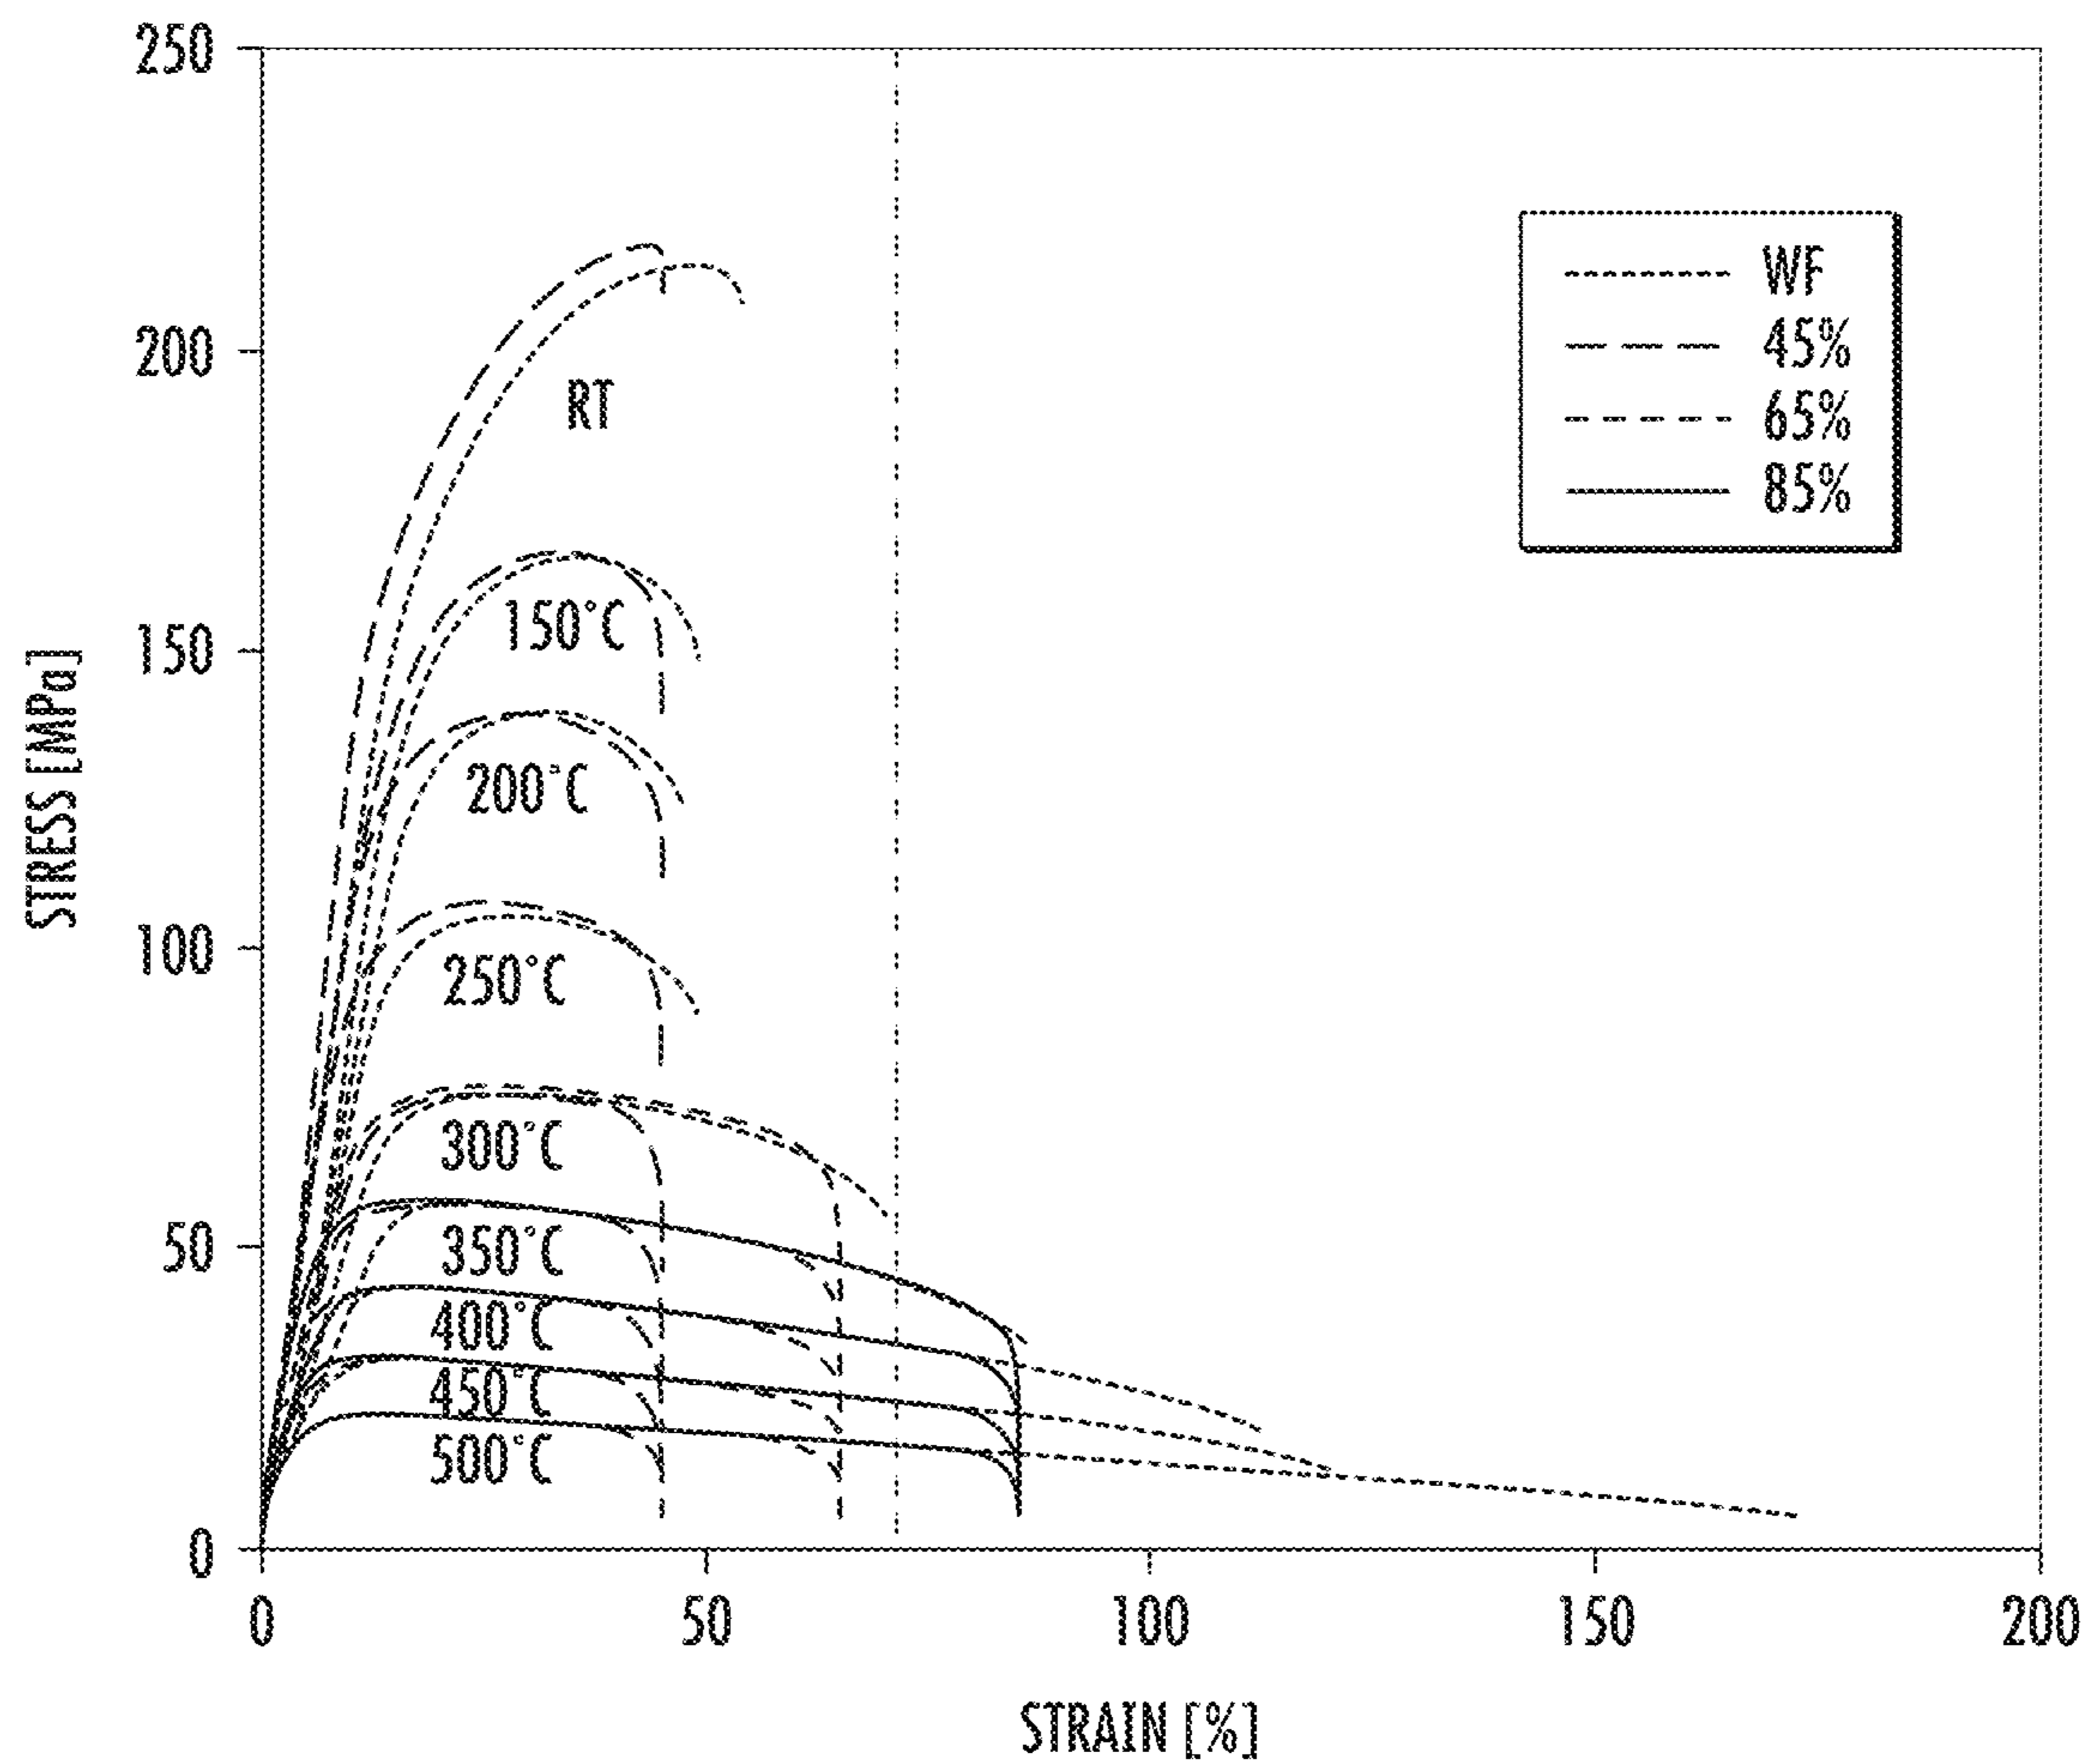 250
200
150
100
50
0
STRESS [MPa]
RT
150°C
200°C
250°C
300°C
350°C
400°C
450°C
500°C
WF
45%
65%
85%
0 50 100 150 200
STRAIN [%]